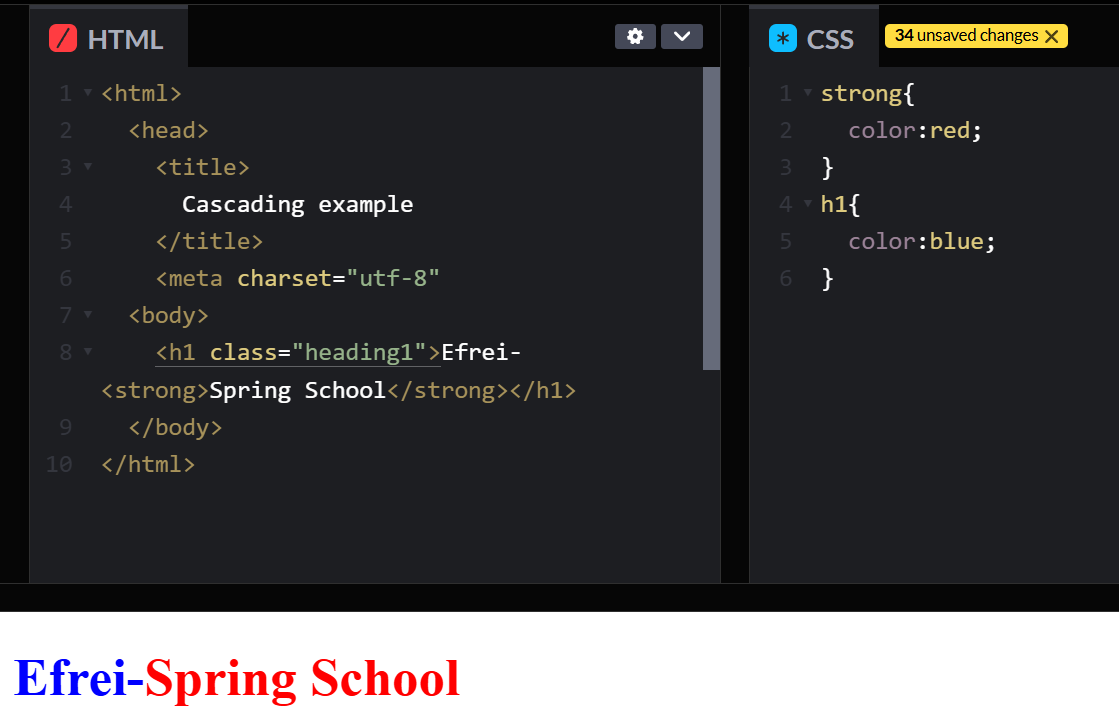 HTML
1 <html>
2 <head>
3 <title>
4 Cascading example
5 </title>
6 <meta charset="utf-8"
7 <body>
8 <h1 class="heading1">Efrei-
<strong>Spring School</strong></h1>
9 </body>
10 </html>
CSS
34 unsaved changes
1 strong{
2 color:red;
3 }
4 h1{
5 color:blue;
6 }
Efrei-Spring School